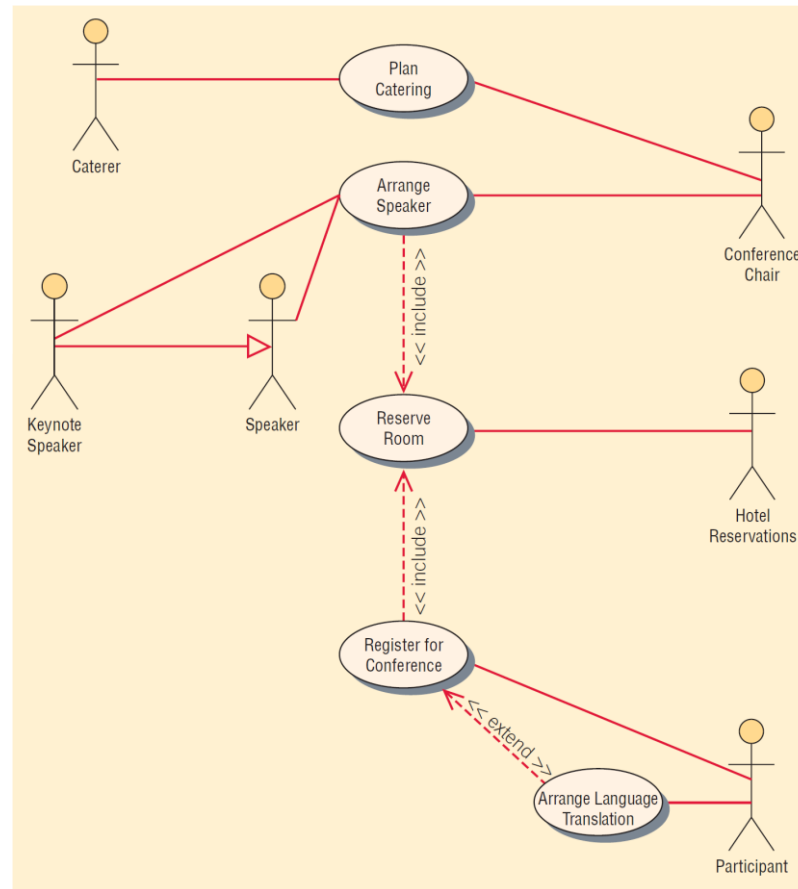 Plan
Catering
Caterer
Arrange
Speaker
Conference
Chair
<< include >>
Keynote
Speaker
Speaker
Reserve
Room
Hotel
Reservations
<< include >>
Register for
Conference
<< extend >>
Arrange Language
Translation
Participant